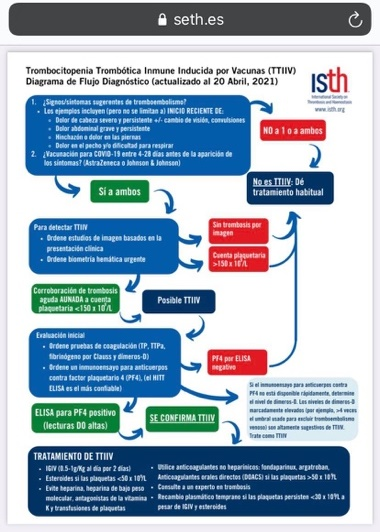 seth.es
Trombocitopenia Trombótica Inmune Inducida por Vacunas (TTIIV)
Diagrama de Flujo Diagnóstico (actualizado al 20 Abril, 2021)
isth
International Society on
Thrombosis and Haemostasis
www.isth.org
1. ¿Signos/síntomas sugerentes de tromboembolismo?
• Los ejemplos incluyen (pero no se limitan a) INICIO RECIENTE DE:
◦ Dolor de cabeza severo y persistente +/- cambio de visión, convulsiones
◦ Dolor abdominal grave y persistente
◦ Hinchazón o dolor en las piernas
◦ Dolor en el pecho y/o dificultad para respirar
2. ¿Vacunación para COVID-19 entre 4-28 días antes de la aparición de
los síntomas? (AstraZeneca o Johnson & Johnson)
NO a 1 o a ambos
Sí a ambos
No es TTIIV: Dé
tratamiento habitual
Para detectar TTIIV
• Ordene estudios de imagen basados en la
presentación clínica
• Ordene biometría hemática urgente
Sin trombosis por
imagen
Cuenta plaquetaria
>150 x 10⁹/L
Corroboración de trombosis
aguda AUNADA a cuenta
plaquetaria <150 x 10⁹/L
Posible TTIIV
Evaluación inicial
• Ordene pruebas de coagulación (TP, TTPa,
fibrinógeno por Clauss y dímeros-D)
• Ordene un inmunoensayo para anticuerpos
contra factor plaquetario 4 (PF4), (el HITT
ELISA es el más confiable)
PF4 por ELISA
negativo
Si el inmunoensayo para anticuerpos contra
PF4 no está disponible rápidamente, determine
el nivel de dímeros-D. Los niveles de dímeros-D
marcadamente elevados (por ejemplo, >4 veces
el umbral usado para excluir tromboembolismo
venoso) son altamente sugestivos de TTIIV.
Trate como TTIIV
ELISA para PF4 positivo
(lecturas DO altas)
SE CONFIRMA TTIIV
TRATAMIENTO DE TTIIV
• IGIV (0.5-1g/Kg al día por 2 días)
• Esteroides si las plaquetas <50 x 10⁹/L
• Evite heparina, heparina de bajo peso
molecular, antagonistas de la vitamina
K y transfusiones de plaquetas
• Utilice anticoagulantes no heparínicos: fondaparinux, argatroban,
Anticoagulantes orales directos (DOACS) si las plaquetas >50 x 10⁹/L
• Consulte a un experto en trombosis
• Recambio plasmático temprano si las plaquetas persisten <30 x 10⁹/L a
pesar de IGIV y esteroides